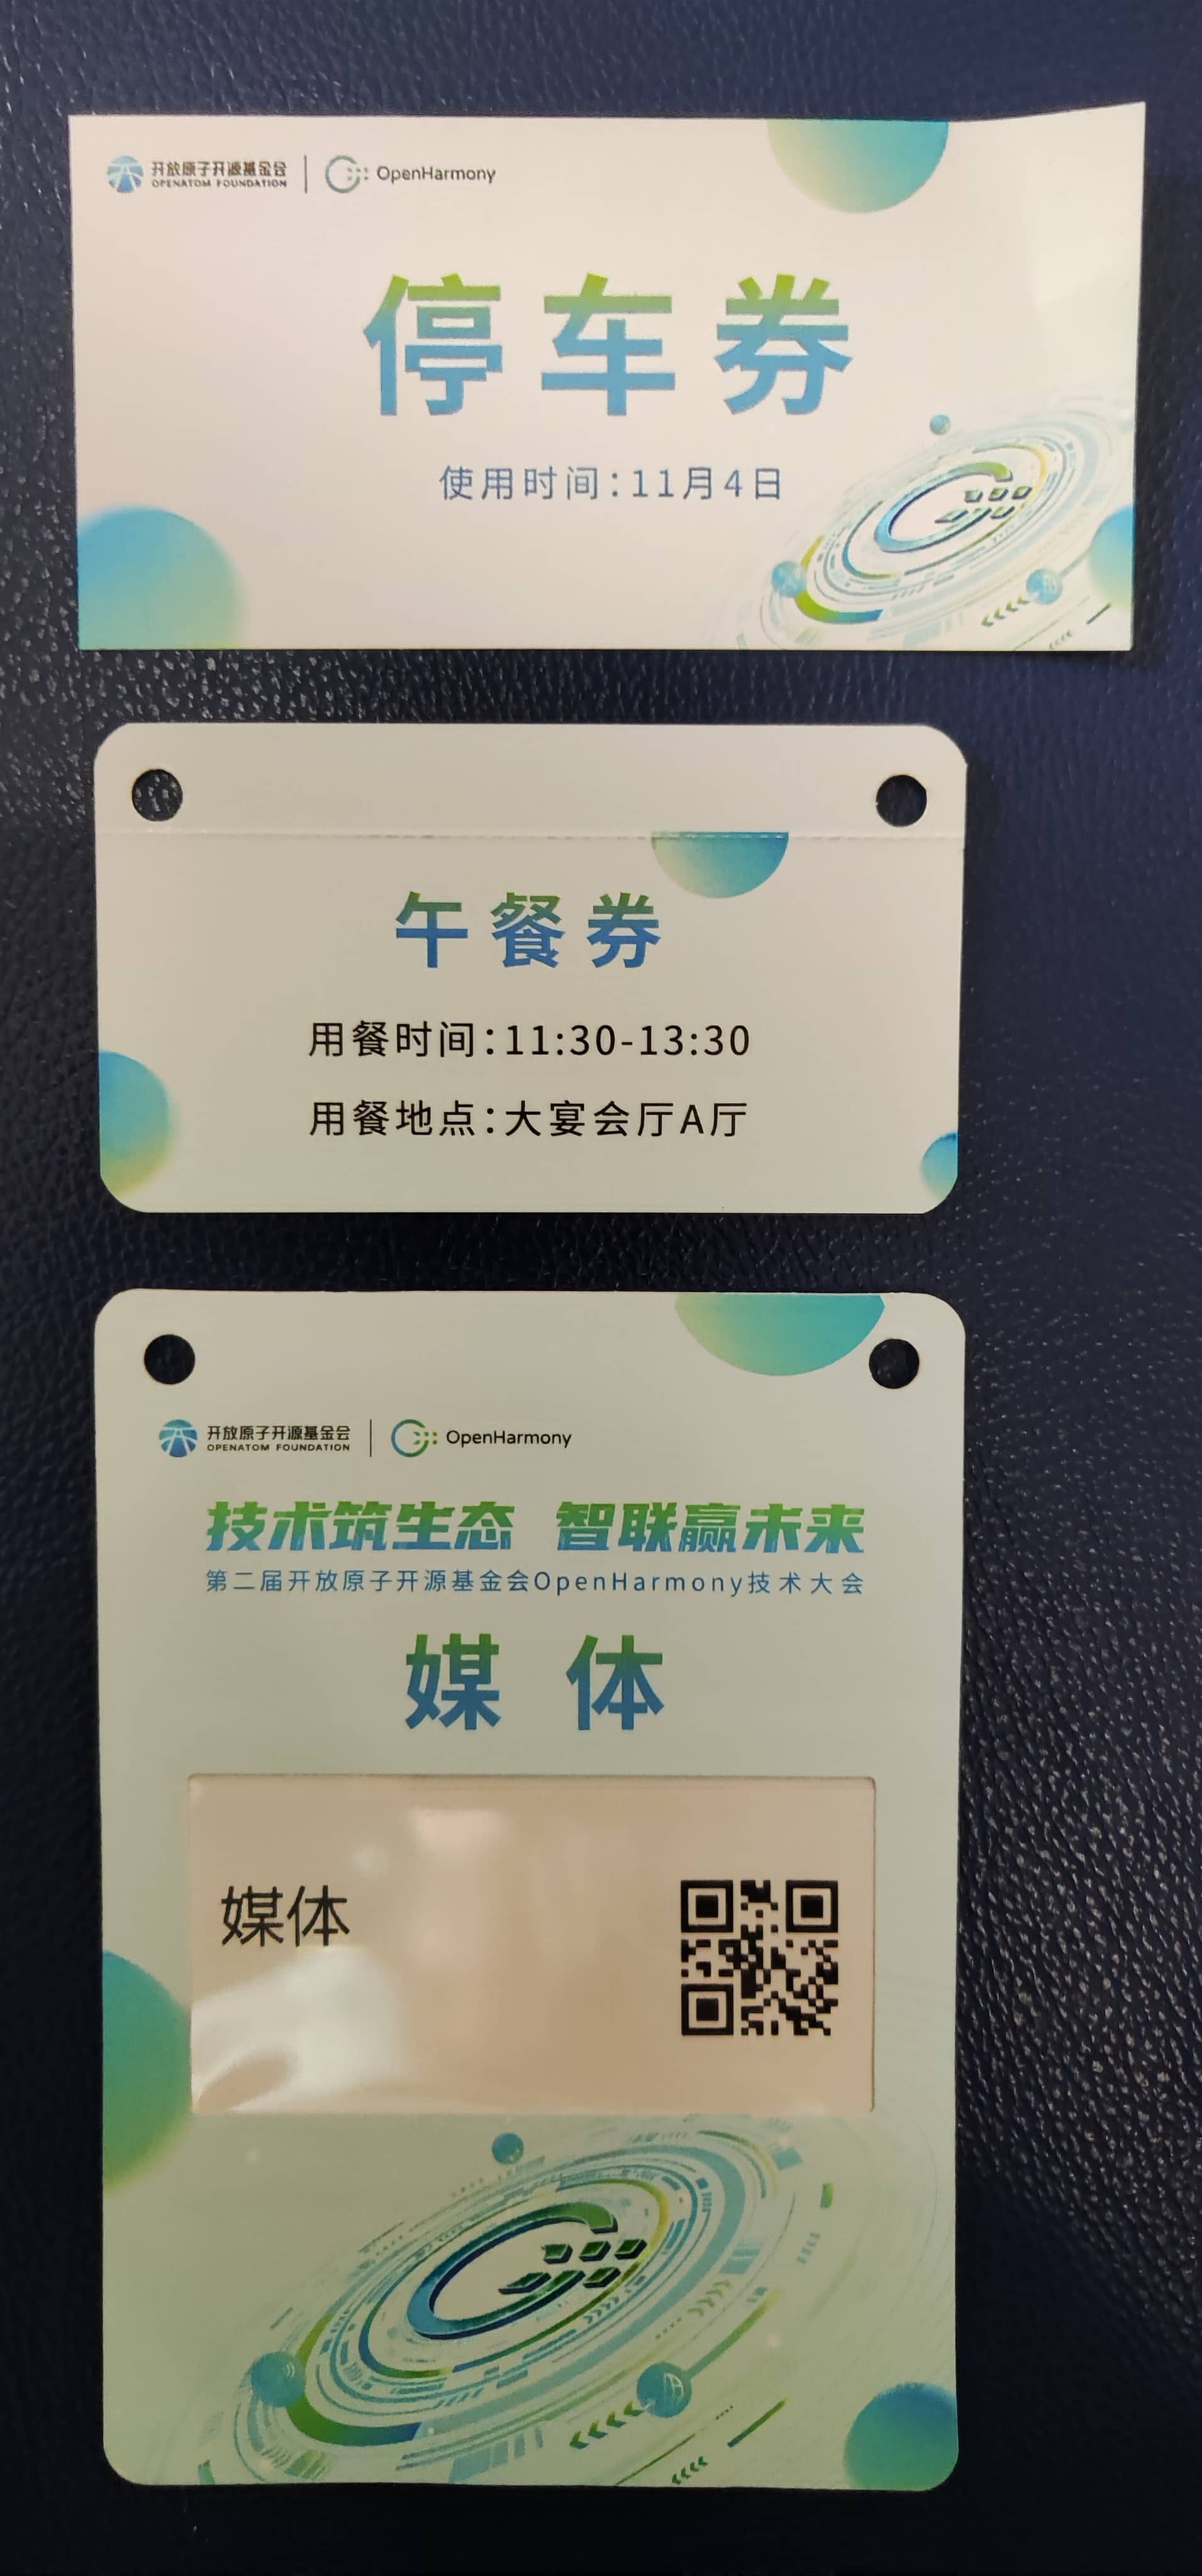 开放原子开源基金会
OPENATOM FOUNDATION
OpenHarmony
停车券
使用时间：11月4日
午餐券
用餐时间：11:30-13:30
用餐地点：大宴会厅A厅
开放原子开源基金会
OPENATOM FOUNDATION
OpenHarmony
技术筑生态 智联赢未来
第二届开放原子开源基金会OpenHarmony技术大会
媒体
媒体